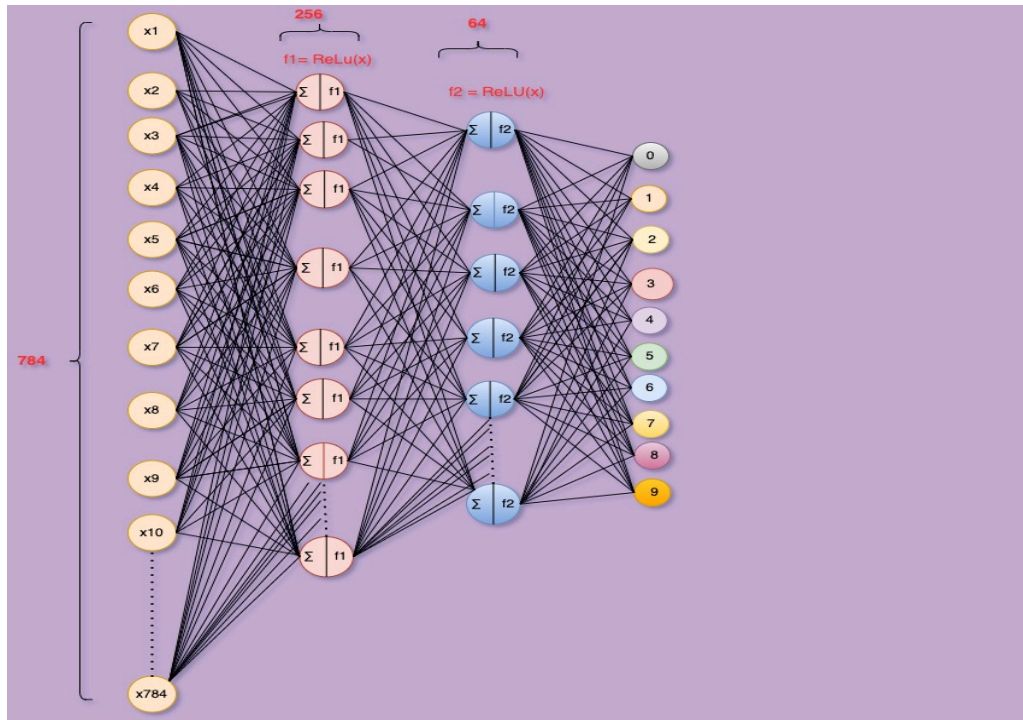 784
x1
x2
x3
x4
x5
x6
x7
x8
x9
x10
x784
256
f1= ReLu(x)
Σ f1
Σ f1
Σ f1
Σ f1
Σ f1
Σ f1
Σ f1
Σ f1
64
f2 = ReLU(x)
Σ f2
Σ f2
Σ f2
Σ f2
Σ f2
Σ f2
0
1
2
3
4
5
6
7
8
9